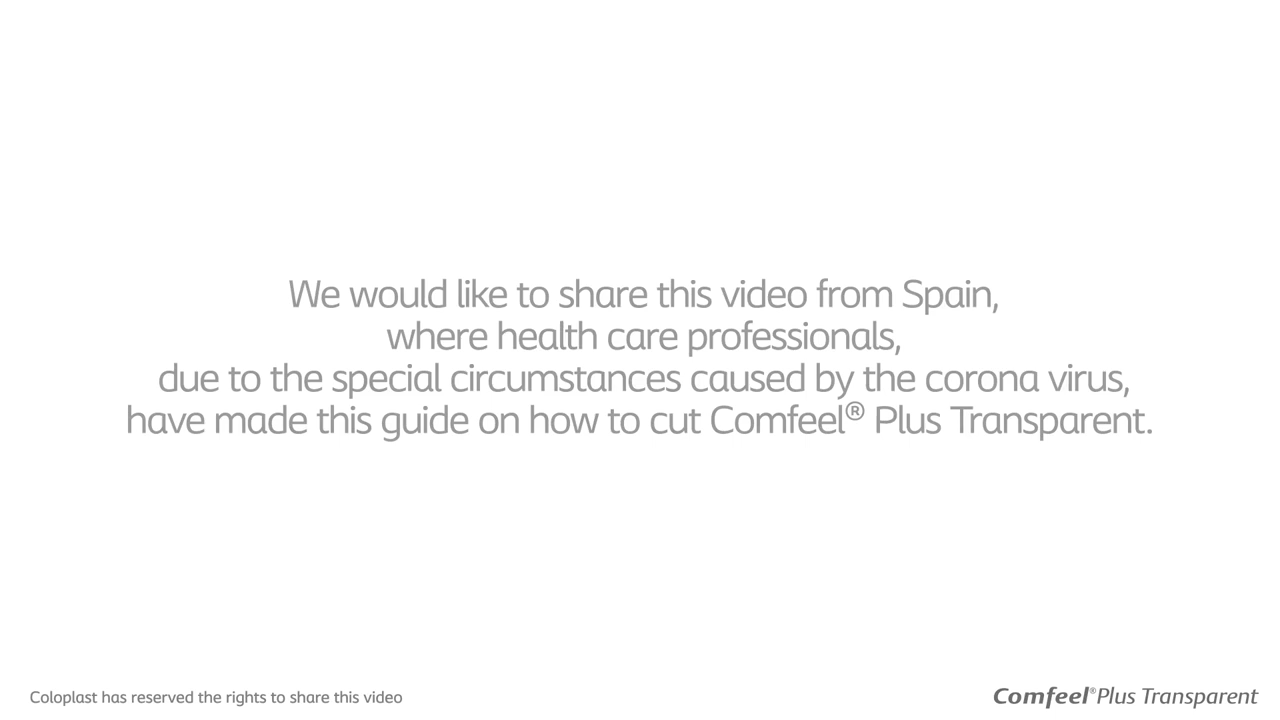 We would like to share this video from Spain,
where health care professionals,
due to the special circumstances caused by the corona virus,
have made this guide on how to cut Comfeel® Plus Transparent.
Coloplast has reserved the rights to share this video
Comfeel® Plus Transparent